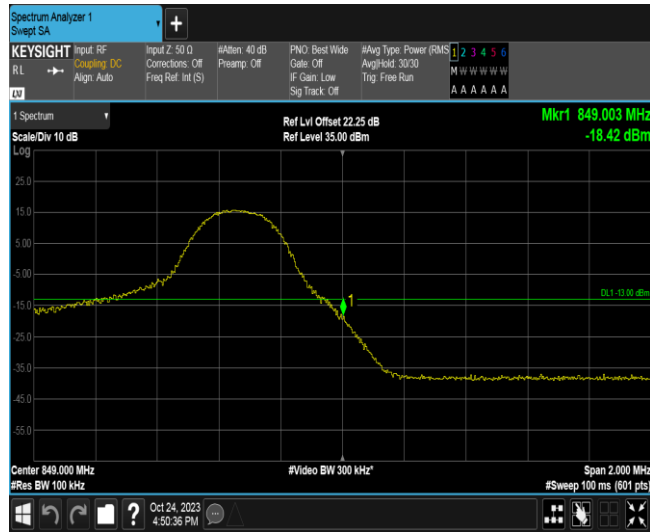 Spectrum Analyzer 1
Swept SA
KEYSIGHT
RL
LXI
Input: RF
Coupling: DC
Align: Auto
Input Z: 50 Ω
Corrections: Off
Freq Ref: Int (S)
#Atten: 40 dB
Preamp: Off
PNO: Best Wide
Gate: Off
IF Gain: Low
Sig Track: Off
#Avg Type: Power (RMS
Avg|Hold: 30/30
Trig: Free Run
1 2 3 4 5 6
M W W W W W
A A A A A A
1 Spectrum
Scale/Div 10 dB
Log
Ref Lvl Offset 22.25 dB
Ref Level 35.00 dBm
Mkr1 849.003 MHz
-18.42 dBm
25.0
15.0
5.00
-5.00
-15.0
-25.0
-35.0
-45.0
-55.0
1
DL1 -13.00 dBm
Center 849.000 MHz
#Res BW 100 kHz
#Video BW 300 kHz*
Span 2.000 MHz
#Sweep 100 ms (601 pts)
?
Oct 24, 2023
4:50:36 PM